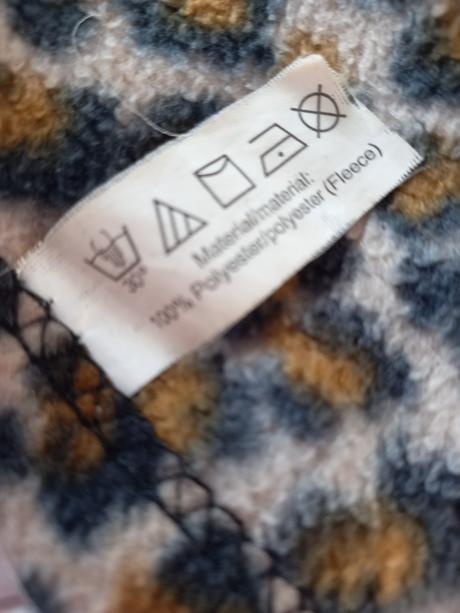 30°
Material/material:
100% Polyester/polyester (Fleece)